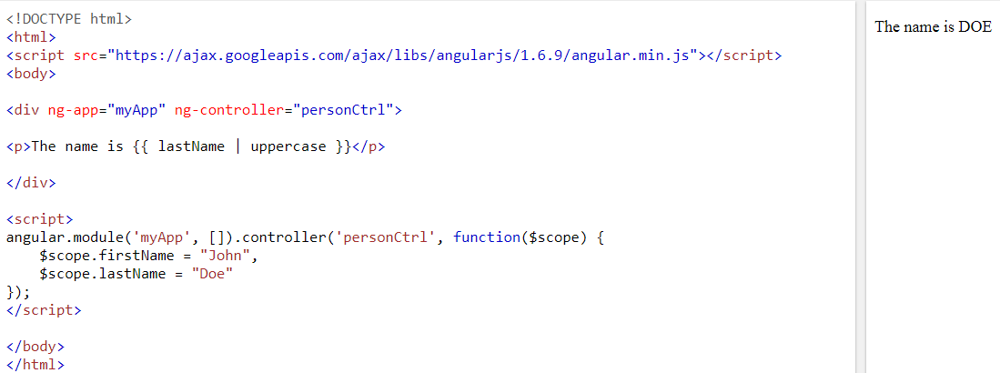 <!DOCTYPE html>
<html>
<script src="https://ajax.googleapis.com/ajax/libs/angularjs/1.6.9/angular.min.js"></script>
<body>
<div ng-app="myApp" ng-controller="personCtrl">
<p>The name is {{ lastName | uppercase }}</p>
</div>
<script>
angular.module('myApp', []).controller('personCtrl', function($scope) {
    $scope.firstName = "John",
    $scope.lastName = "Doe"
});
</script>
</body>
</html>
The name is DOE